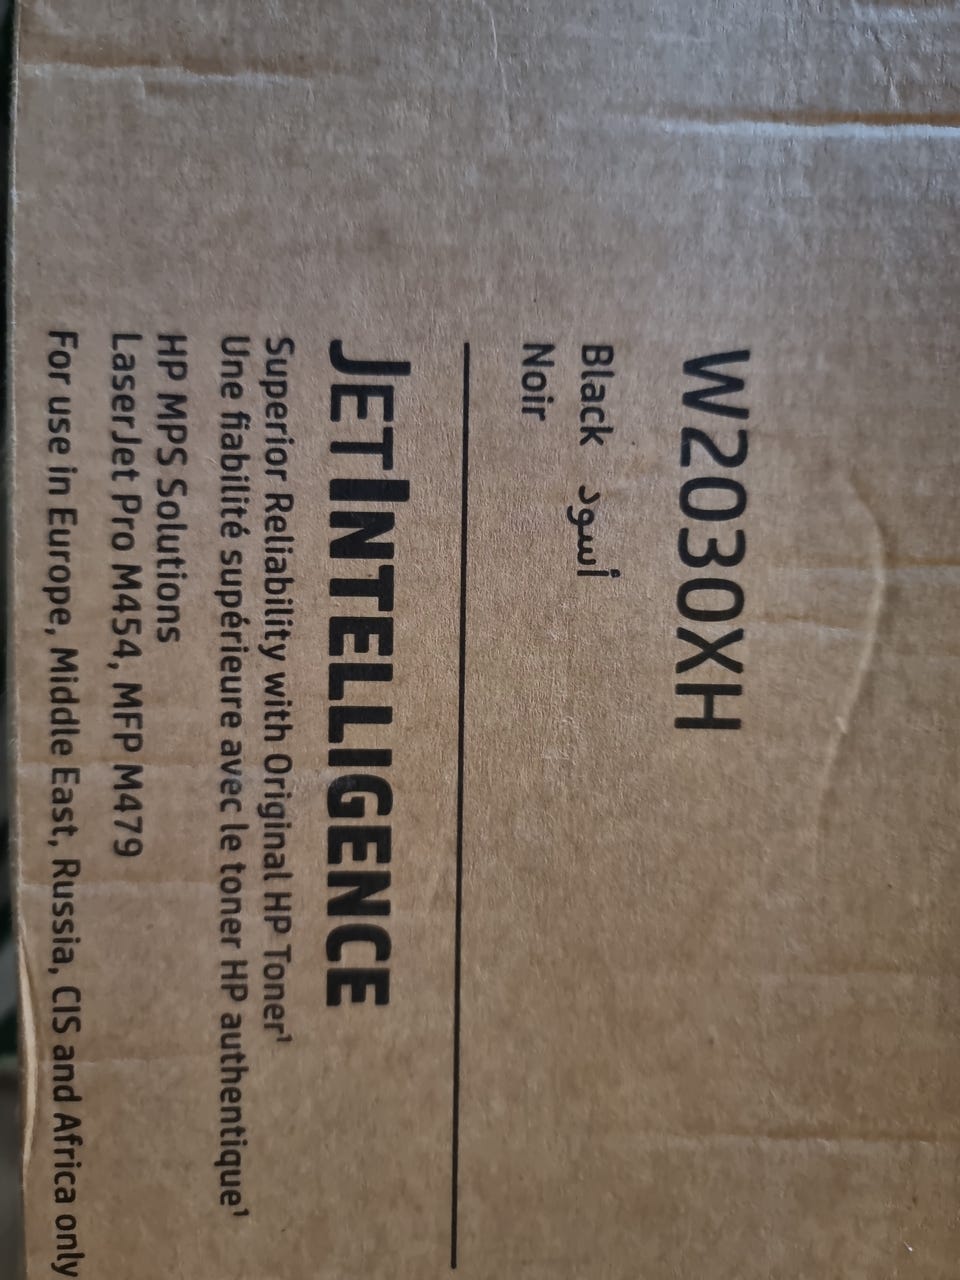 W2030XH
Black أسود
Noir
JETINTELLIGENCE
Superior Reliability with Original HP Toner¹
Une fiabilité supérieure avec le toner HP authentique¹
HP MPS Solutions
LaserJet Pro M454, MFP M479
For use in Europe, Middle East, Russia, CIS and Africa only